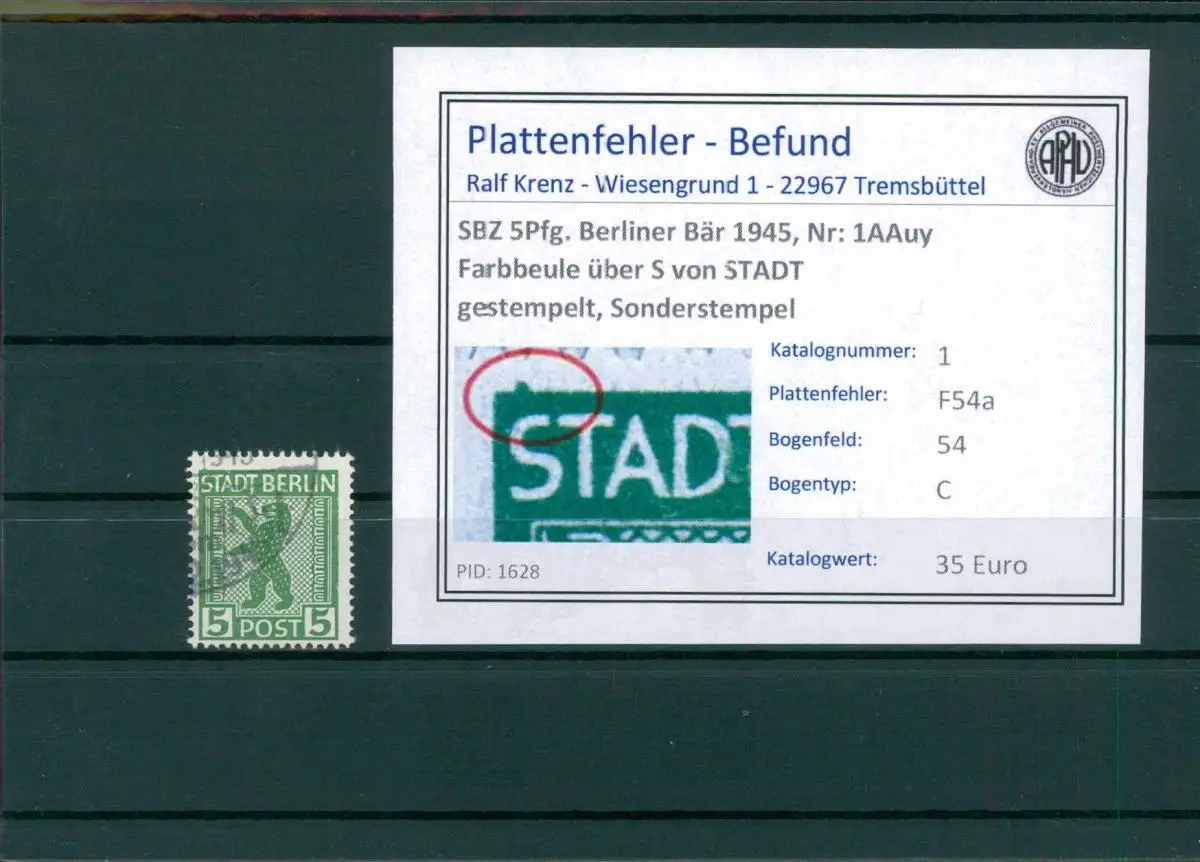 Plattenfehler - Befund
Ralf Krenz - Wiesengrund 1 - 22967 Tremsbüttel
APHV
SBZ 5Pfg. Berliner Bär 1945, Nr: 1AAuy
Farbbeule über S von STADT
gestempelt, Sonderstempel
STADT
Katalognummer: 1
Plattenfehler: F54a
Bogenfeld: 54
Bogentyp: C
Katalogwert: 35 Euro
PID: 1628
STADT BERLIN
5 POST 5